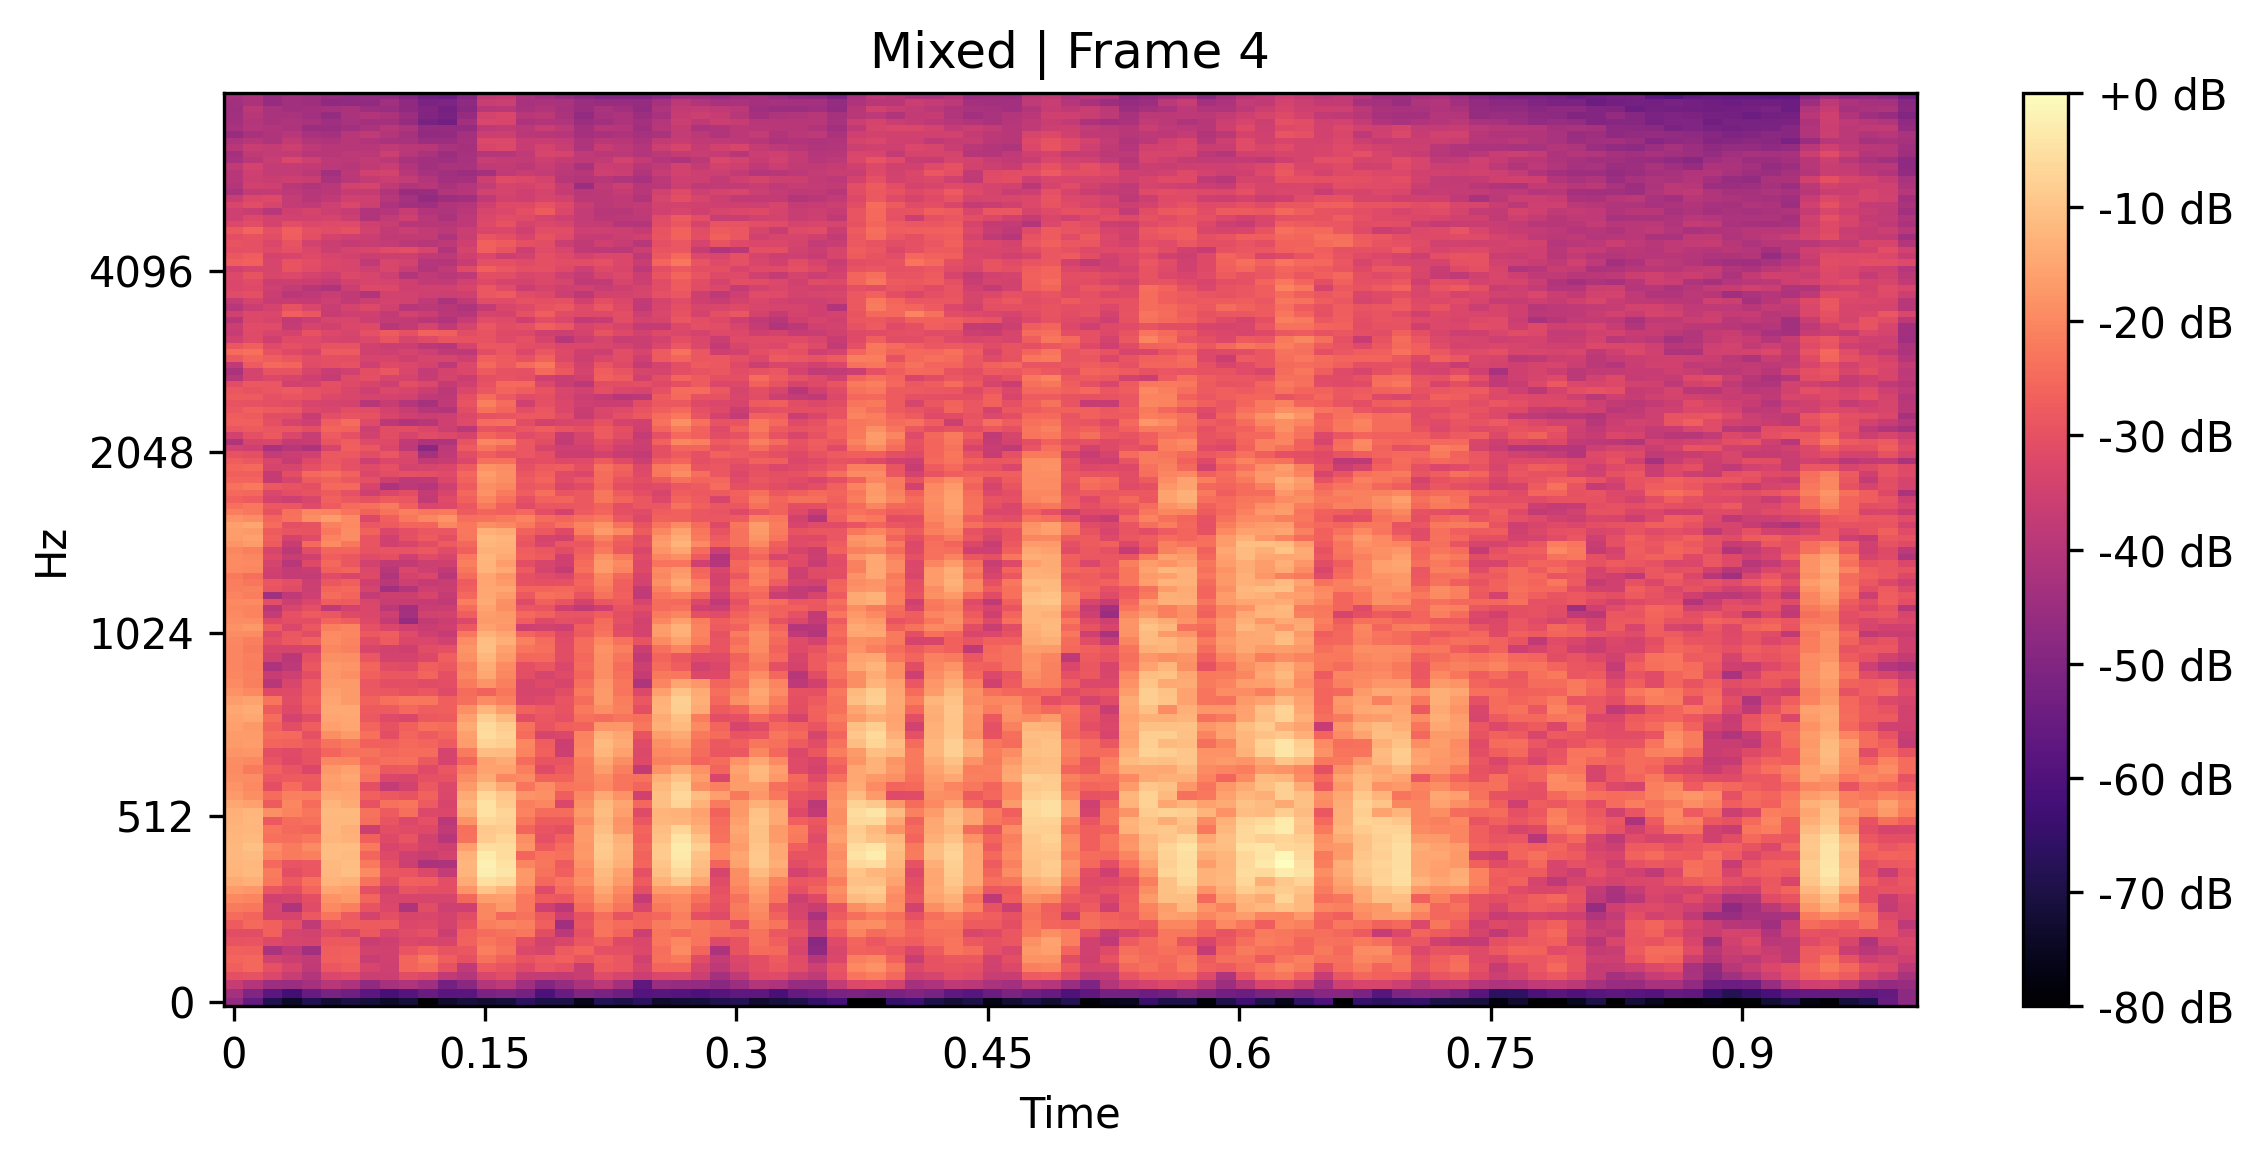 Mixed | Frame 4
Hz
4096
2048
1024
512
0
0 0.15 0.3 0.45 0.6 0.75 0.9
Time
+0 dB
-10 dB
-20 dB
-30 dB
-40 dB
-50 dB
-60 dB
-70 dB
-80 dB